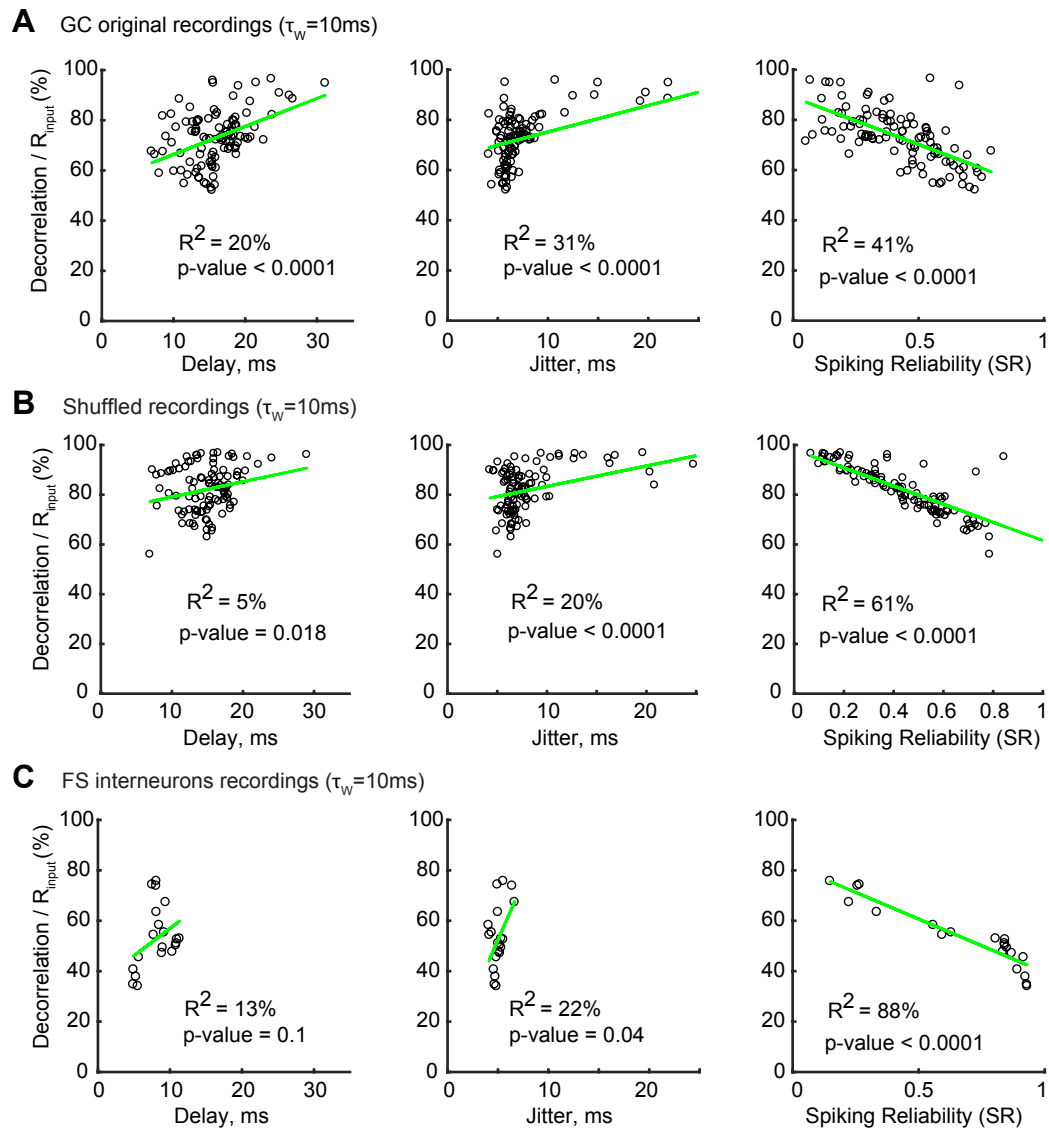 A GC original recordings (τW=10ms)
Decorrelation / Rinput (%)
100
80
60
40
20
0
0 10 20 30
Delay, ms
R2 = 20%
p-value < 0.0001
100
80
60
40
20
0
0 10 20
Jitter, ms
R2 = 31%
p-value < 0.0001
100
80
60
40
20
0
0 0.5 1
Spiking Reliability (SR)
R2 = 41%
p-value < 0.0001
B Shuffled recordings (τW=10ms)
Decorrelation / Rinput (%)
100
80
60
40
20
0
0 10 20 30
Delay, ms
R2 = 5%
p-value = 0.018
100
80
60
40
20
0
0 10 20
Jitter, ms
R2 = 20%
p-value < 0.0001
100
80
60
40
20
0
0 0.2 0.4 0.6 0.8 1
Spiking Reliability (SR)
R2 = 61%
p-value < 0.0001
C FS interneurons recordings (τW=10ms)
Decorrelation / Rinput (%)
100
80
60
40
20
0
0 10 20 30
Delay, ms
R2 = 13%
p-value = 0.1
100
80
60
40
20
0
0 10 20
Jitter, ms
R2 = 22%
p-value = 0.04
100
80
60
40
20
0
0 0.5 1
Spiking Reliability (SR)
R2 = 88%
p-value < 0.0001